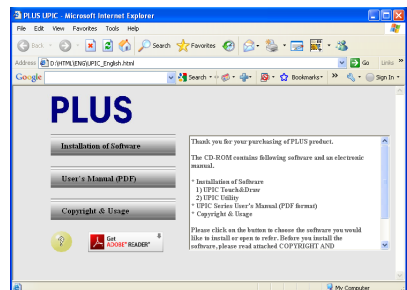 PLUS UPIC - Microsoft Internet Explorer
File Edit View Favorites Tools Help
Back Search Favorites
Address D:\HTML\ENG\UPIC_English.html Go Links »
Google Search Bookmarks Sign In
PLUS
Installation of Software
User's Manual (PDF)
Copyright & Usage
? Get ADOBE® READER®
Thank you for your purchasing of PLUS product.
The CD-ROM contains following software and an electronic
manual.
* Installation of Software
1) UPIC Touch&Draw
2) UPIC Utility
* UPIC Series User's Manual (PDF format)
* Copyright & Usage
Please click on the button to choose the software you would
like to install or open to refer. Before you install the
software, please read attached COPYRIGHT AND
My Computer